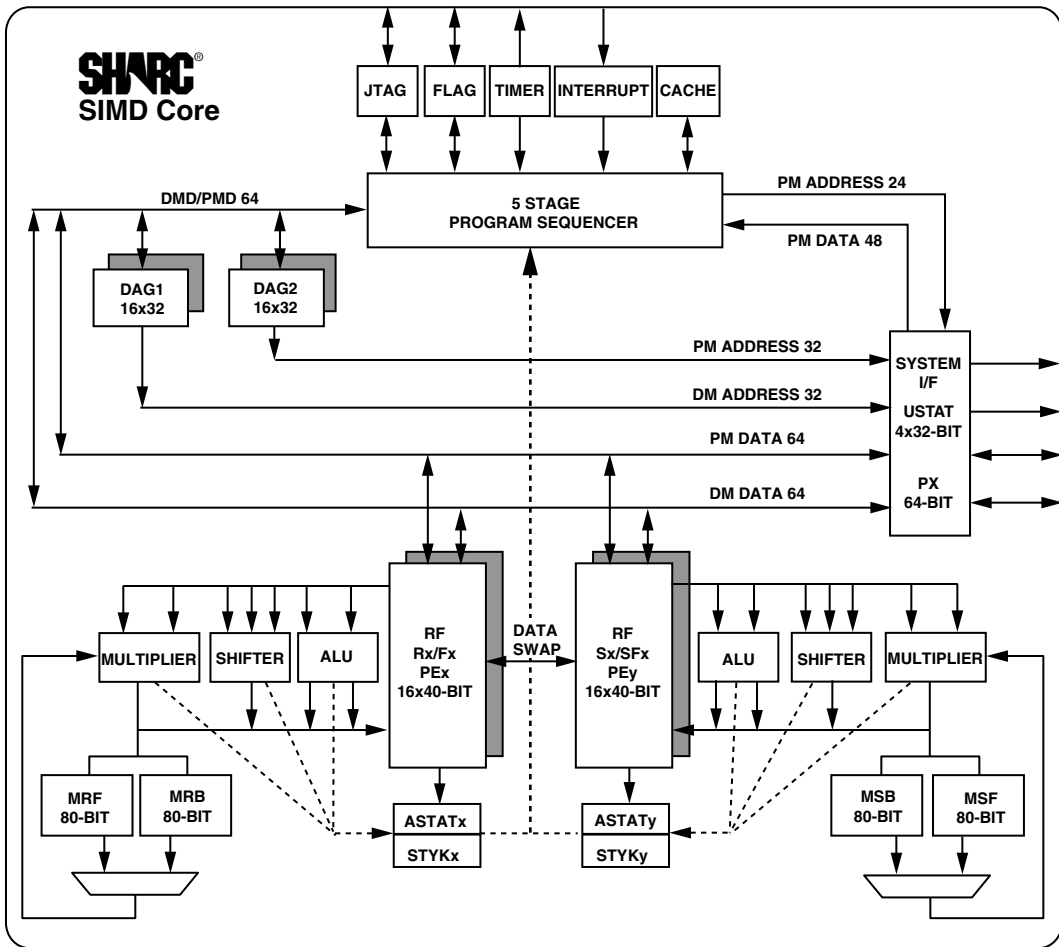 SHARC®
SIMD Core
JTAG
FLAG
TIMER
INTERRUPT
CACHE
5 STAGE
PROGRAM SEQUENCER
DMD/PMD 64
PM ADDRESS 24
PM DATA 48
DAG1
16x32
DAG2
16x32
PM ADDRESS 32
DM ADDRESS 32
PM DATA 64
DM DATA 64
SYSTEM
I/F
USTAT
4x32-BIT
PX
64-BIT
MULTIPLIER
SHIFTER
ALU
RF
Rx/Fx
PEx
16x40-BIT
DATA
SWAP
RF
Sx/SFx
PEy
16x40-BIT
ALU
SHIFTER
MULTIPLIER
MRF
80-BIT
MRB
80-BIT
ASTATx
STYKx
ASTATy
STYKy
MSB
80-BIT
MSF
80-BIT